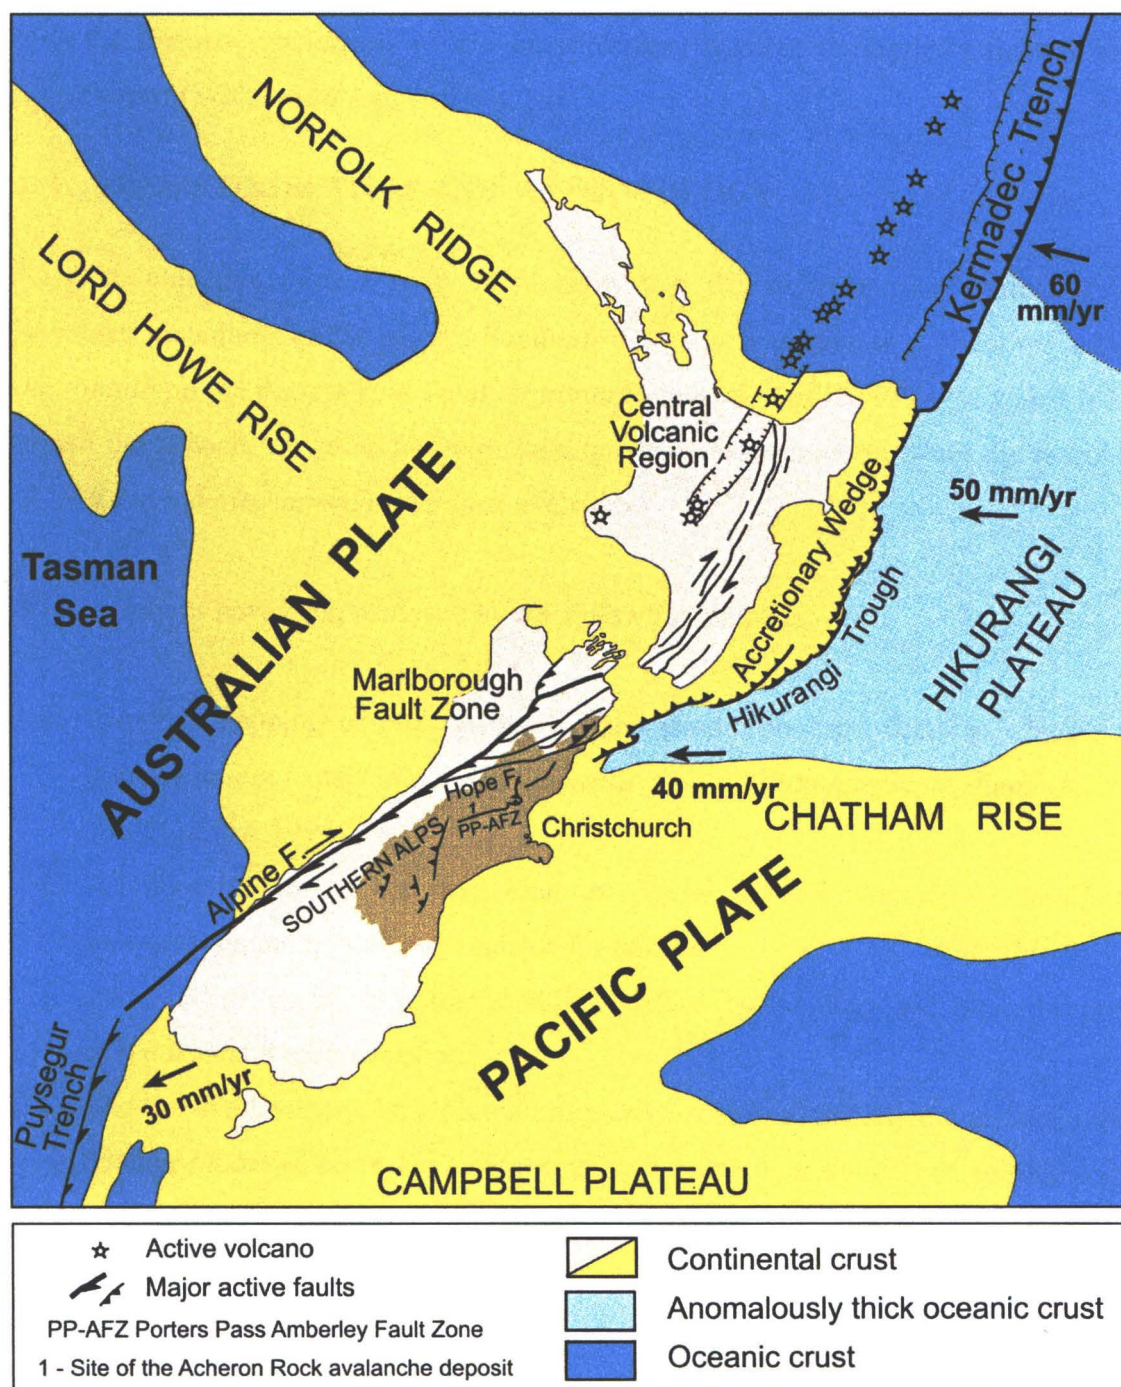 NORFOLK RIDGE
LORD HOWE RISE
Kermadec Trench
60
mm/yr
Central
Volcanic
Region
AUSTRALIAN PLATE
Tasman
Sea
50 mm/yr
Accretionary Wedge
HIKURANGI
PLATEAU
Hikurangi Trough
Marlborough
Fault Zone
40 mm/yr
CHATHAM RISE
Hope F.
1
PP-AFZ
Christchurch
Alpine F.
SOUTHERN ALPS
PACIFIC PLATE
Puysegur
Trench
30 mm/yr
CAMPBELL PLATEAU
Active volcano
Major active faults
PP-AFZ Porters Pass Amberley Fault Zone
1 - Site of the Acheron Rock avalanche deposit
Continental crust
Anomalously thick oceanic crust
Oceanic crust